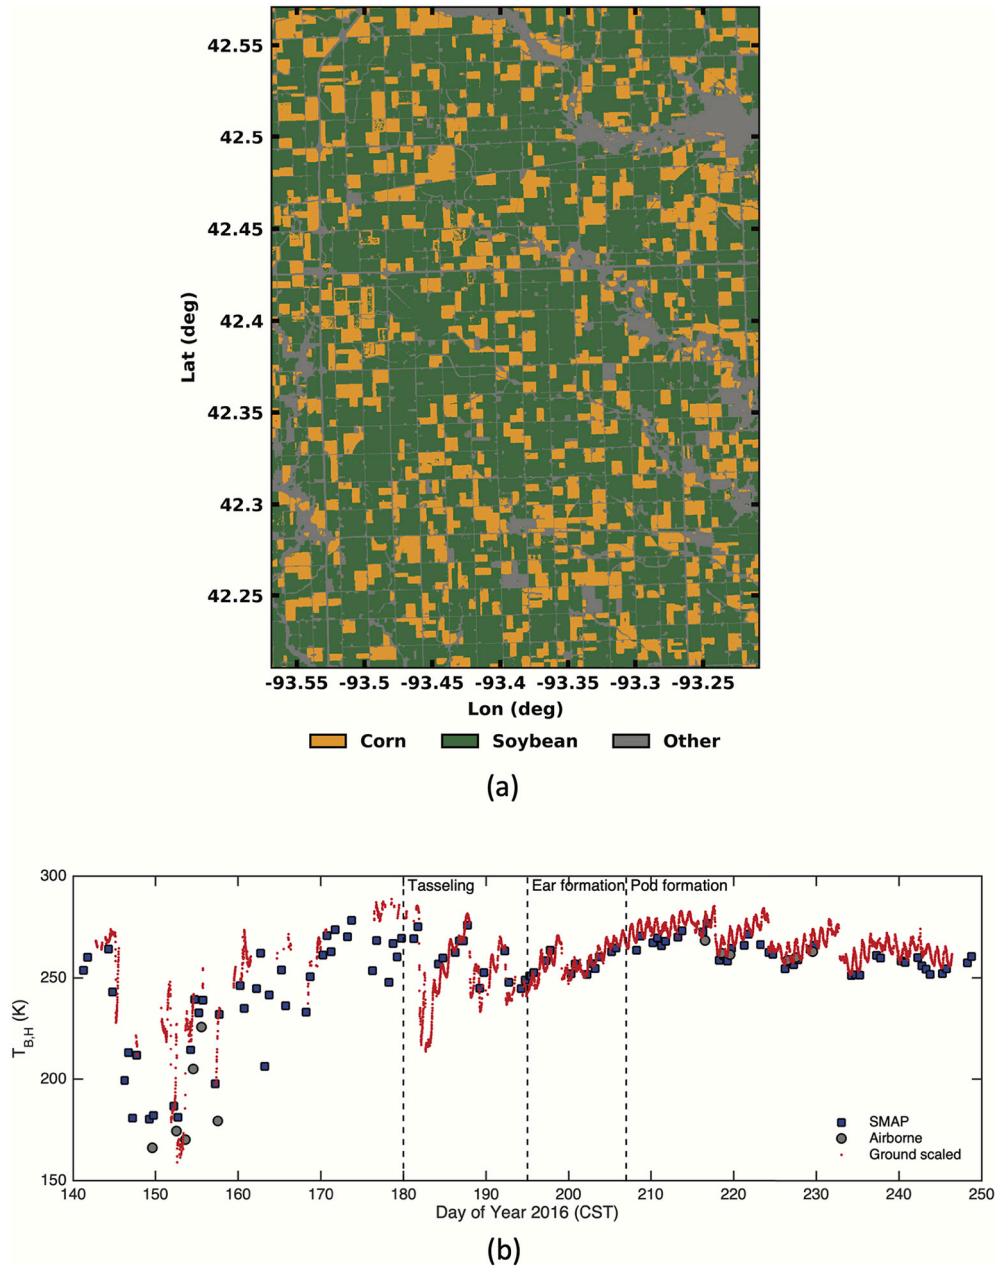 42.55
42.5
42.45
42.4
42.35
42.3
42.25
Lat (deg)
-93.55 -93.5 -93.45 -93.4 -93.35 -93.3 -93.25
Lon (deg)
Corn Soybean Other
(a)
300
250
200
150
T_B,H (K)
Tasseling Ear formation Pod formation
SMAP
Airborne
Ground scaled
140 150 160 170 180 190 200 210 220 230 240 250
Day of Year 2016 (CST)
(b)